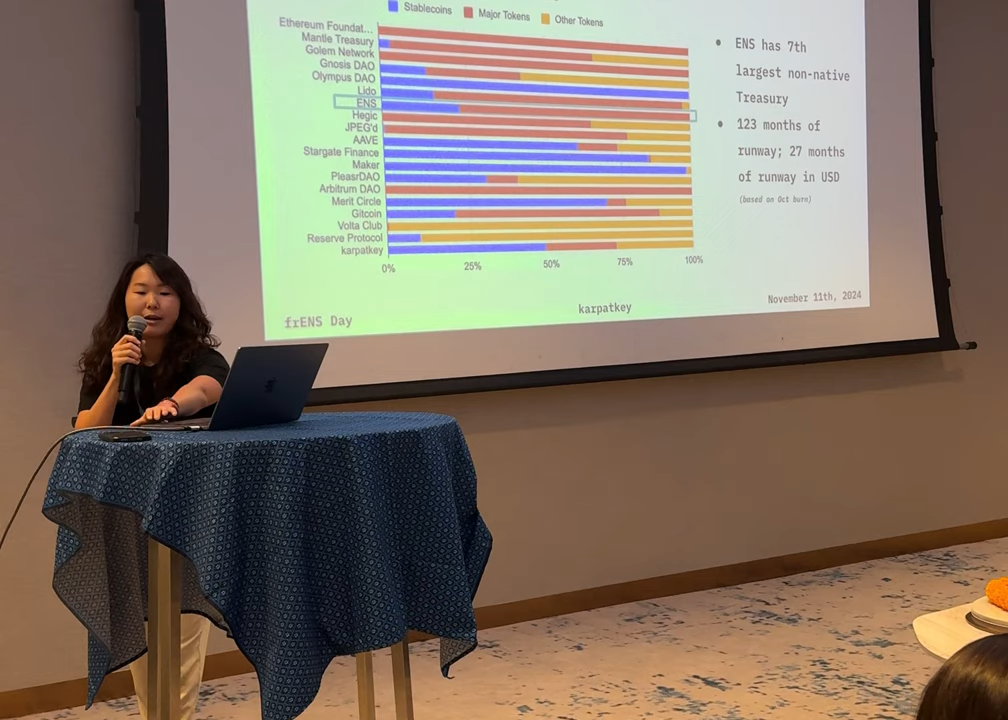 Stablecoins Major Tokens Other Tokens
Ethereum Foundat...
Mantle Treasury
Golem Network
Gnosis DAO
Olympus DAO
Lido
ENS
Hegic
JPEG'd
AAVE
Stargate Finance
Maker
PleasrDAO
Arbitrum DAO
Merit Circle
Gitcoin
Volta Club
Reserve Protocol
karpatkey
0% 25% 50% 75% 100%
• ENS has 7th
largest non-native
Treasury
• 123 months of
runway; 27 months
of runway in USD
(based on Oct burn)
frENS Day
karpatkey
November 11th, 2024